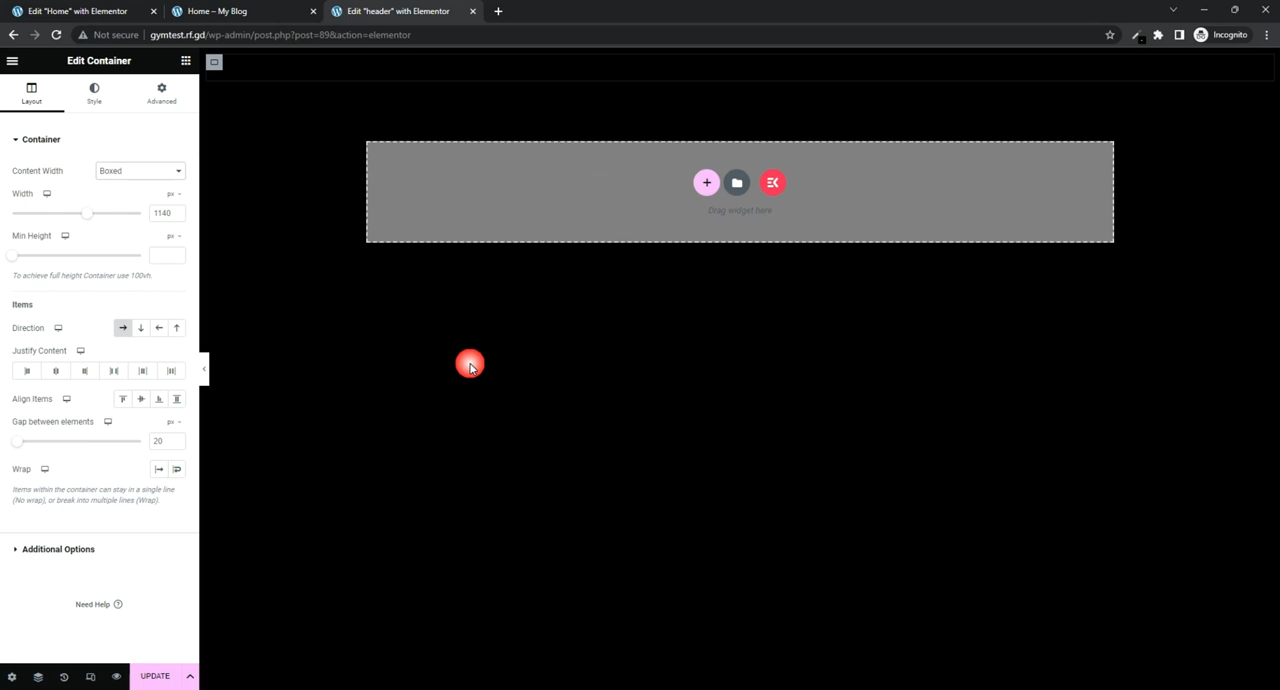 Edit "Home" with Elementor
Home – My Blog
Edit "header" with Elementor
Not secure gymtest.rf.gd/wp-admin/post.php?post=89&action=elementor
Incognito
Edit Container
Layout
Style
Advanced
Container
Content Width
Boxed
Width
px
1140
Min Height
px
To achieve full height Container use 100vh.
Items
Direction
Justify Content
Align Items
Gap between elements
px
20
Wrap
Items within the container can stay in a single line
(No wrap), or break into multiple lines (Wrap).
Additional Options
Need Help
UPDATE
Drag widget here